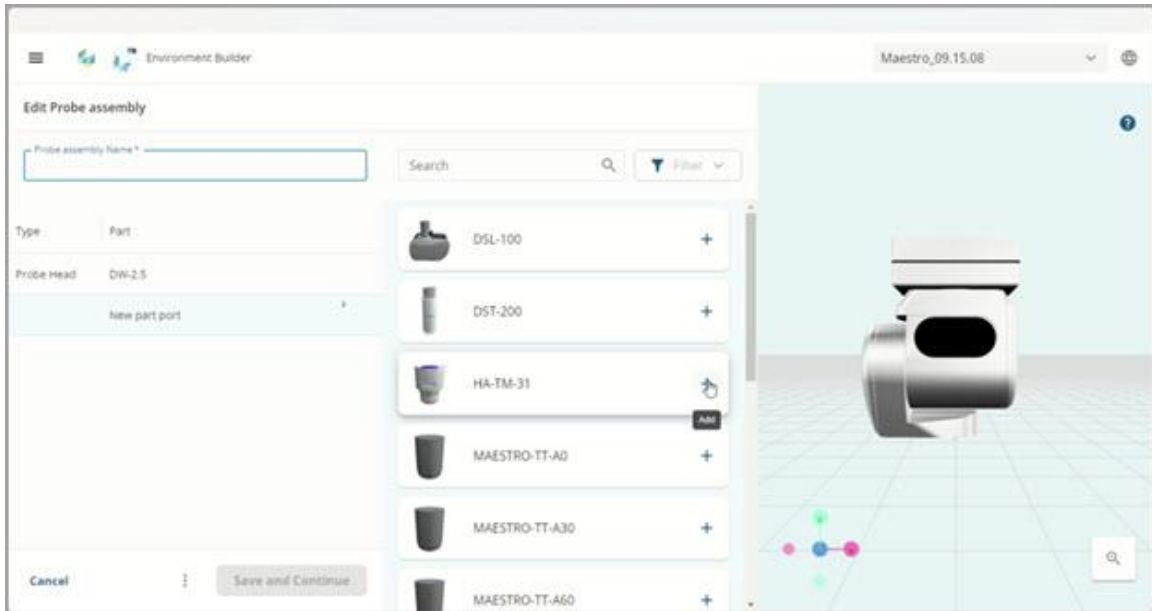 Environment Builder
Maestro_09.15.08
Edit Probe assembly
Probe assembly Name *
Search
Filter
Type Part
Probe Head DW-2.5
New part port
DSL-100
DST-200
HA-TM-31
Add
MAESTRO-TT-A0
MAESTRO-TT-A30
MAESTRO-TT-A60
Cancel
Save and Continue